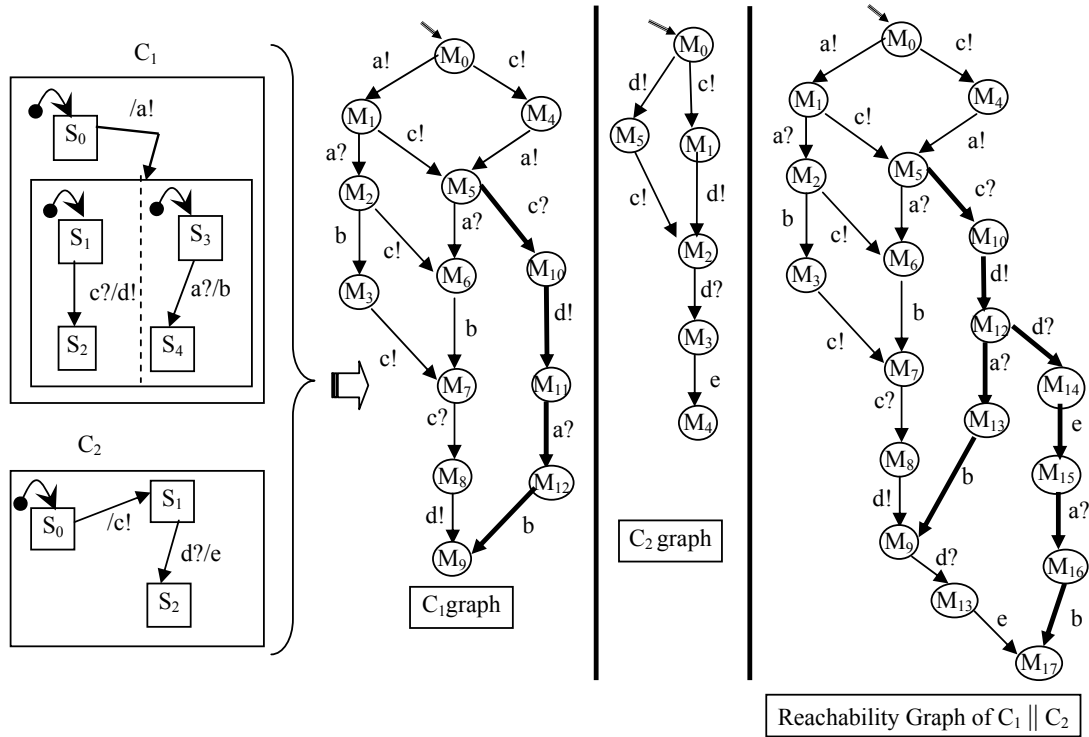 C1
/a!
S0
S1
S3
c?/d!
a?/b
S2
S4
C2
S0
/c!
S1
d?/e
S2
M0
a!
c!
M1
M4
c!
a!
a?
M5
M2
c?
a?
b
c!
M6
M10
M3
d!
b
c!
M7
M11
c?
a?
M8
M12
d!
b
M9
C1graph
M0
d!
c!
M5
M1
c!
d!
M2
d?
M3
e
M4
C2 graph
M0
a!
c!
M1
M4
c!
a!
a?
M5
M2
c?
a?
b
c!
M10
M6
M3
d!
b
M12
d?
c!
a?
M7
M14
c?
M13
e
M8
b
M15
d!
a?
M9
d?
M16
M13
e
b
M17
Reachability Graph of C1 || C2